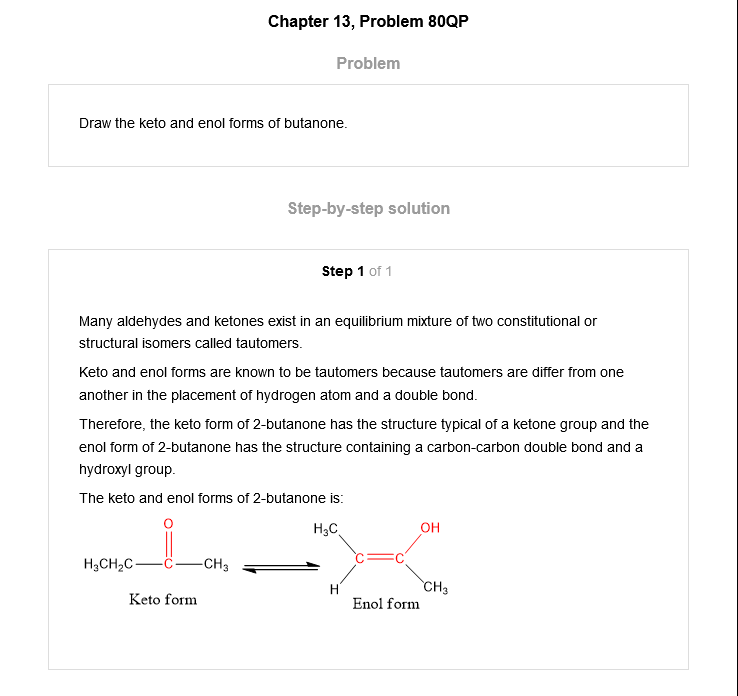 Chapter 13, Problem 80QP
Problem
Draw the keto and enol forms of butanone.
Step-by-step solution
Step 1 of 1
Many aldehydes and ketones exist in an equilibrium mixture of two constitutional or
structural isomers called tautomers.
Keto and enol forms are known to be tautomers because tautomers are differ from one
another in the placement of hydrogen atom and a double bond.
Therefore, the keto form of 2-butanone has the structure typical of a ketone group and the
enol form of 2-butanone has the structure containing a carbon-carbon double bond and a
hydroxyl group.
The keto and enol forms of 2-butanone is:
O
H₃CH₂C C CH₃
Keto form
H₃C OH
C C
H CH₃
Enol form